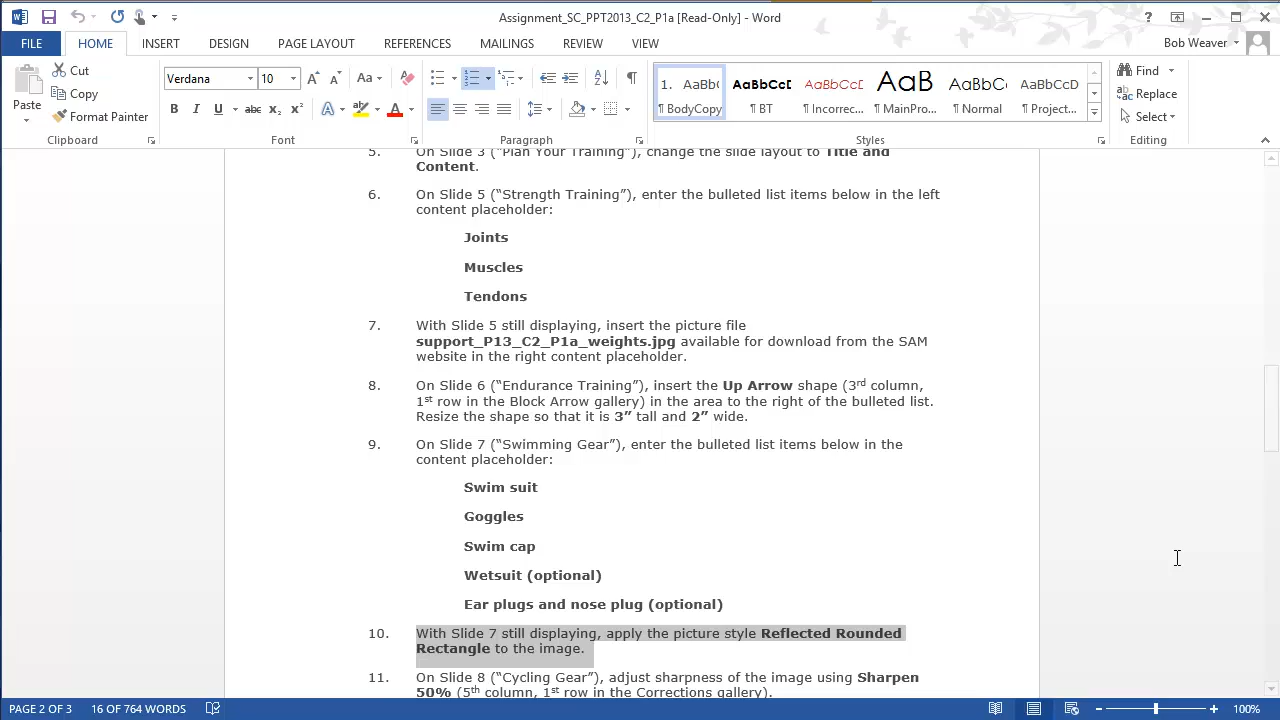 Assignment_SC_PPT2013_C2_P1a [Read-Only] - Word
FILE HOME INSERT DESIGN PAGE LAYOUT REFERENCES MAILINGS REVIEW VIEW Bob Weaver
Paste Cut Copy Format Painter
Verdana 10
1. AaBb( AaBbCcD AaBbCcL AaB AaBbCc AaBbCcD
¶ BodyCopy ¶ BT ¶ Incorrec... ¶ MainPro... ¶ Normal ¶ Project...
Find Replace Select
Clipboard Font Paragraph Styles Editing
5. On Slide 3 (“Plan Your Training”), change the slide layout to Title and
Content.
6. On Slide 5 (“Strength Training”), enter the bulleted list items below in the left
content placeholder:
Joints
Muscles
Tendons
7. With Slide 5 still displaying, insert the picture file
support_P13_C2_P1a_weights.jpg available for download from the SAM
website in the right content placeholder.
8. On Slide 6 (“Endurance Training”), insert the Up Arrow shape (3rd column,
1st row in the Block Arrow gallery) in the area to the right of the bulleted list.
Resize the shape so that it is 3” tall and 2” wide.
9. On Slide 7 (“Swimming Gear”), enter the bulleted list items below in the
content placeholder:
Swim suit
Goggles
Swim cap
Wetsuit (optional)
Ear plugs and nose plug (optional)
10. With Slide 7 still displaying, apply the picture style Reflected Rounded
Rectangle to the image.
11. On Slide 8 (“Cycling Gear”), adjust sharpness of the image using Sharpen
50% (5th column, 1st row in the Corrections gallery).
PAGE 2 OF 3 16 OF 764 WORDS 100%